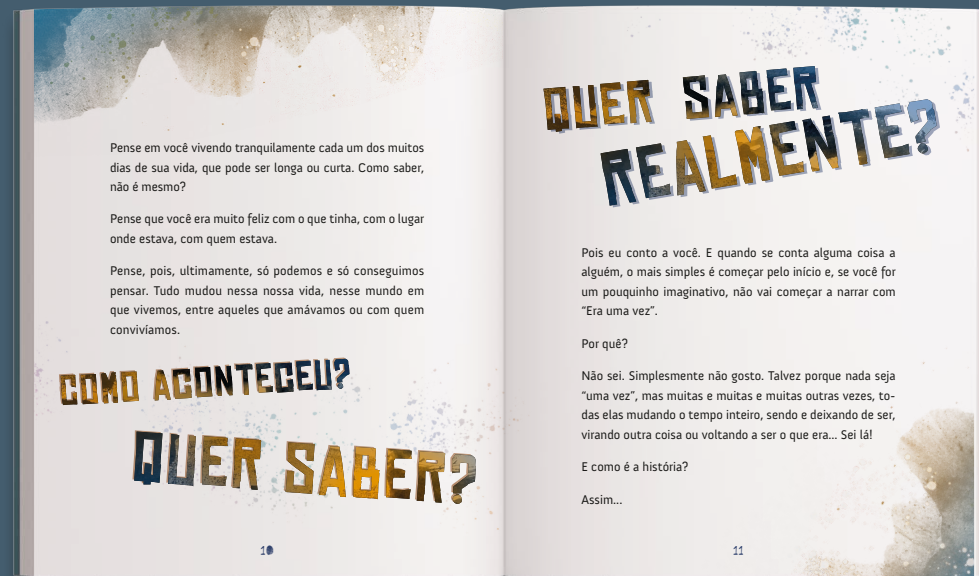 Pense em você vivendo tranquilamente cada um dos muitos
dias de sua vida, que pode ser longa ou curta. Como saber,
não é mesmo?
Pense que você era muito feliz com o que tinha, com o lugar
onde estava, com quem estava.
Pense, pois, ultimamente, só podemos e só conseguimos
pensar. Tudo mudou nessa nossa vida, nesse mundo em
que vivemos, entre aqueles que amávamos ou com quem
convivíamos.
COMO ACONTECEU?
QUER SABER?
10
QUER SABER
REALMENTE?
Pois eu conto a você. E quando se conta alguma coisa a
alguém, o mais simples é começar pelo início e, se você for
um pouquinho imaginativo, não vai começar a narrar com
“Era uma vez”.
Por quê?
Não sei. Simplesmente não gosto. Talvez porque nada seja
“uma vez”, mas muitas e muitas e muitas outras vezes, to-
das elas mudando o tempo inteiro, sendo e deixando de ser,
virando outra coisa ou voltando a ser o que era... Sei lá!
E como é a história?
Assim...
11